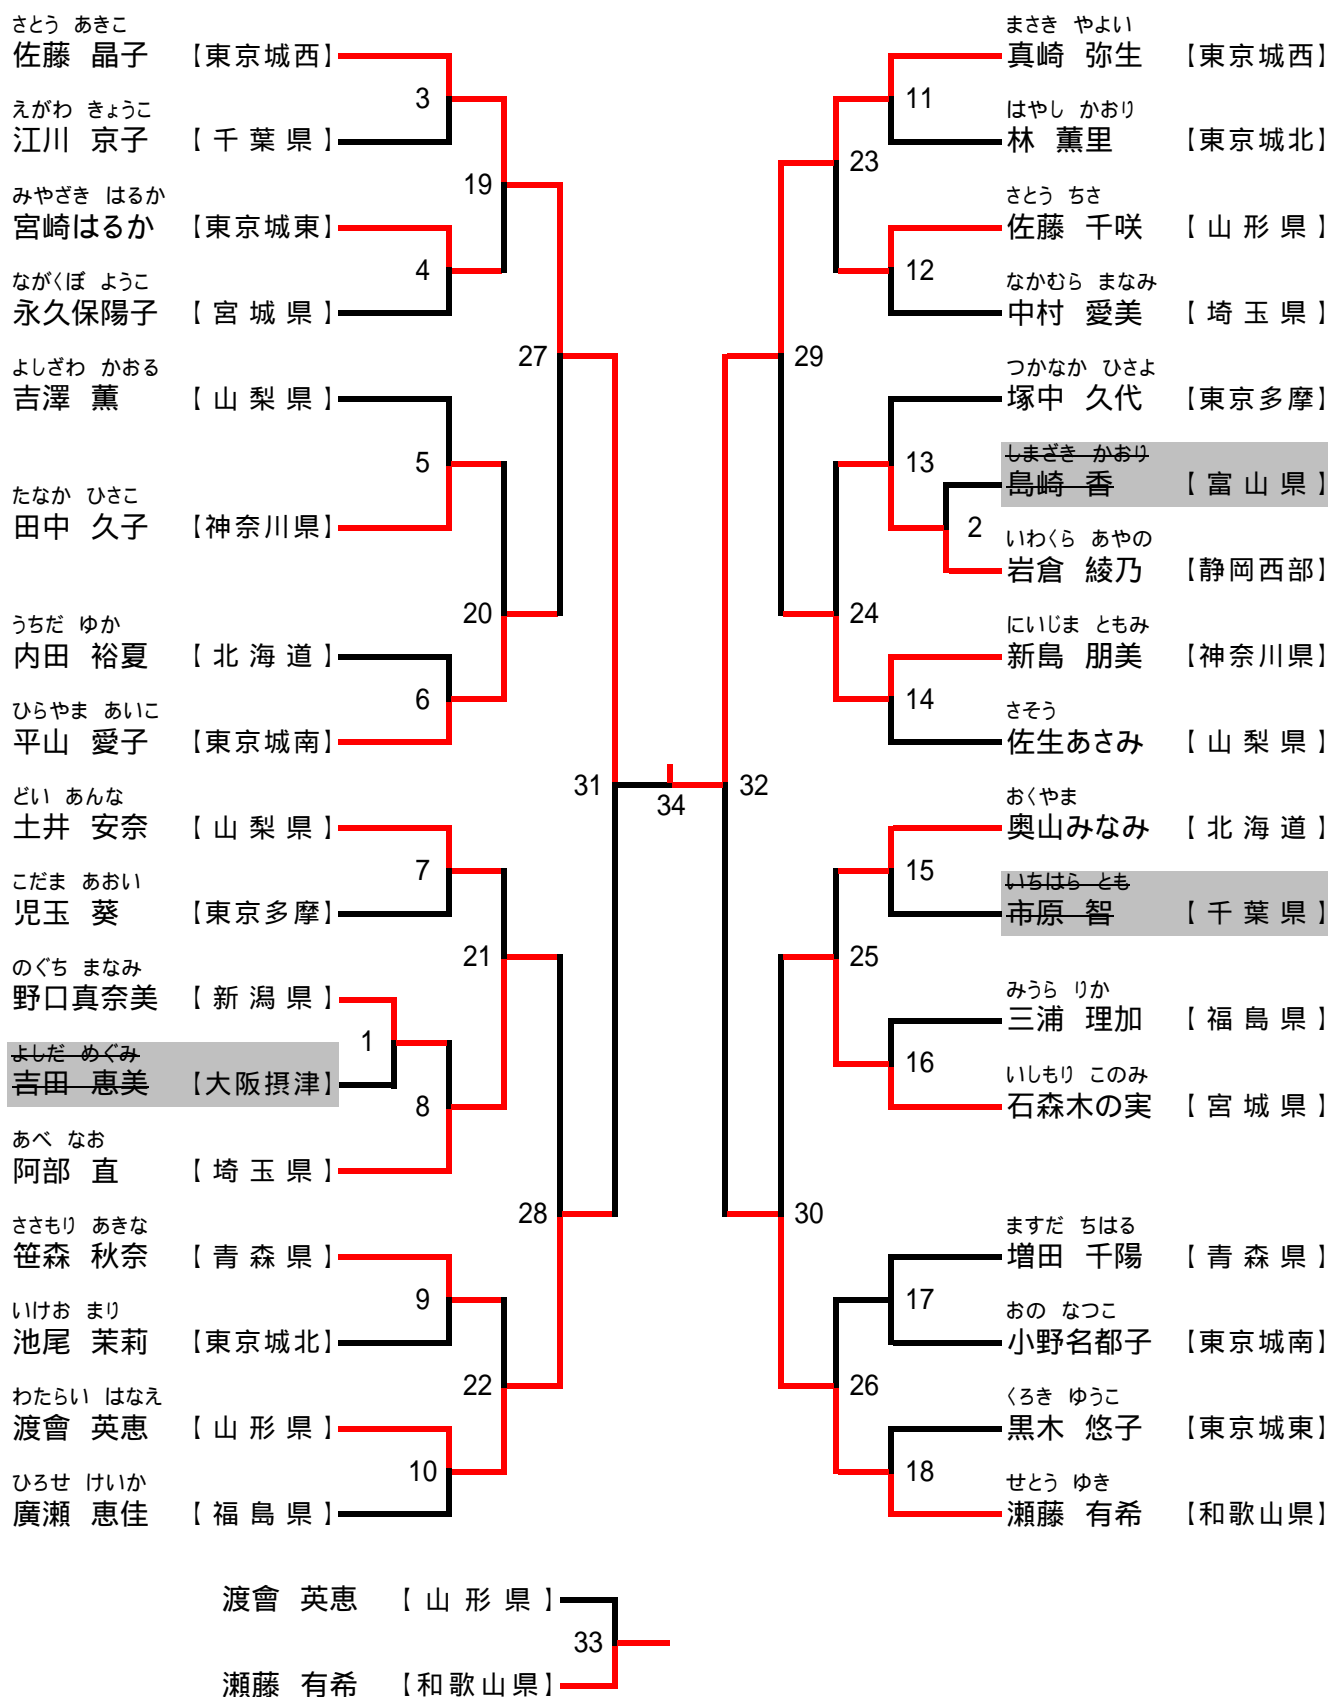 さとう あきこ
佐藤 晶子 【東京城西】
3
えがわ きょうこ
江川 京子 【千葉県】
19
みやざき はるか
宮崎はるか 【東京城東】
4
ながくぼ ようこ
永久保陽子 【宮城県】
27
よしざわ かおる
吉澤 薫 【山梨県】
5
たなか ひさこ
田中 久子 【神奈川県】
20
うちだ ゆか
内田 裕夏 【北海道】
6
ひらやま あいこ
平山 愛子 【東京城南】
31
どい あんな
土井 安奈 【山梨県】
7
こだま あおい
児玉 葵 【東京多摩】
21
のぐち まなみ
野口真奈美 【新潟県】
1
よしだ めぐみ
吉田 恵美 【大阪摂津】
8
あべ なお
阿部 直 【埼玉県】
28
ささもり あきな
笹森 秋奈 【青森県】
9
いけお まり
池尾 茉莉 【東京城北】
22
わたらい はなえ
渡會 英恵 【山形県】
10
ひろせ けいか
廣瀬 恵佳 【福島県】
34
まさき やよい
真崎 弥生 【東京城西】
11
はやし かおり
林 薫里 【東京城北】
23
さとう ちさ
佐藤 千咲 【山形県】
12
なかむら まなみ
中村 愛美 【埼玉県】
29
つかなか ひさよ
塚中 久代 【東京多摩】
13
しまざき かおり
島崎 香 【富山県】
2
いわくら あやの
岩倉 綾乃 【静岡西部】
24
にいじま ともみ
新島 朋美 【神奈川県】
14
さそう
佐生あさみ 【山梨県】
32
おくやま
奥山みなみ 【北海道】
15
いちはら とも
市原 智 【千葉県】
25
みうら りか
三浦 理加 【福島県】
16
いしもり このみ
石森木の実 【宮城県】
30
ますだ ちはる
増田 千陽 【青森県】
17
おの なつこ
小野名都子 【東京城南】
26
くろき ゆうこ
黒木 悠子 【東京城東】
18
せとう ゆき
瀬藤 有希 【和歌山県】
渡會 英恵 【山形県】
33
瀬藤 有希 【和歌山県】